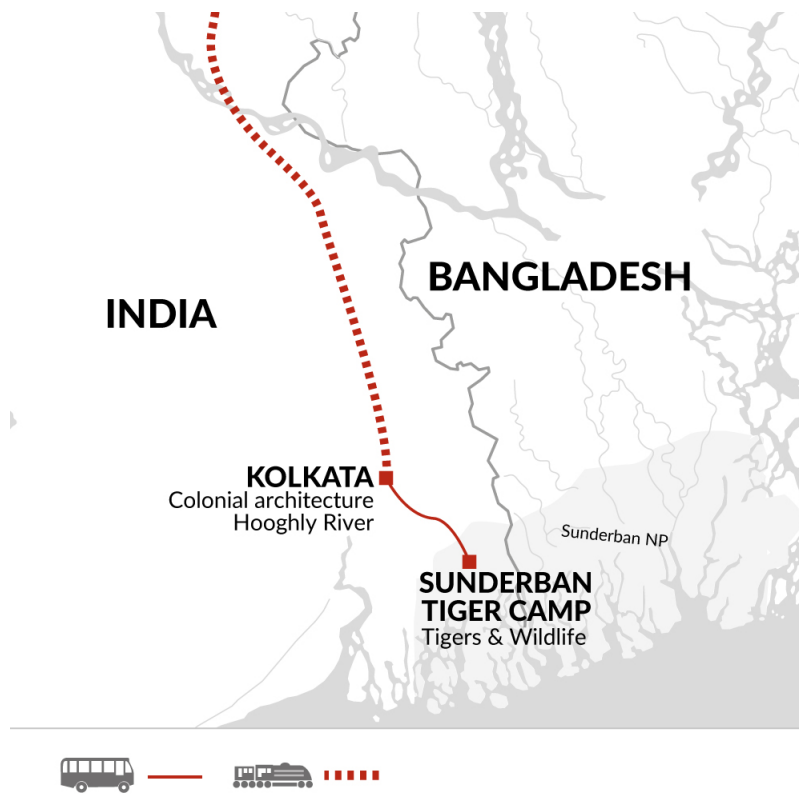 BANGLADESH
INDIA
KOLKATA
Colonial architecture
Hooghly River
Sunderban NP
SUNDERBAN
TIGER CAMP
Tigers & Wildlife